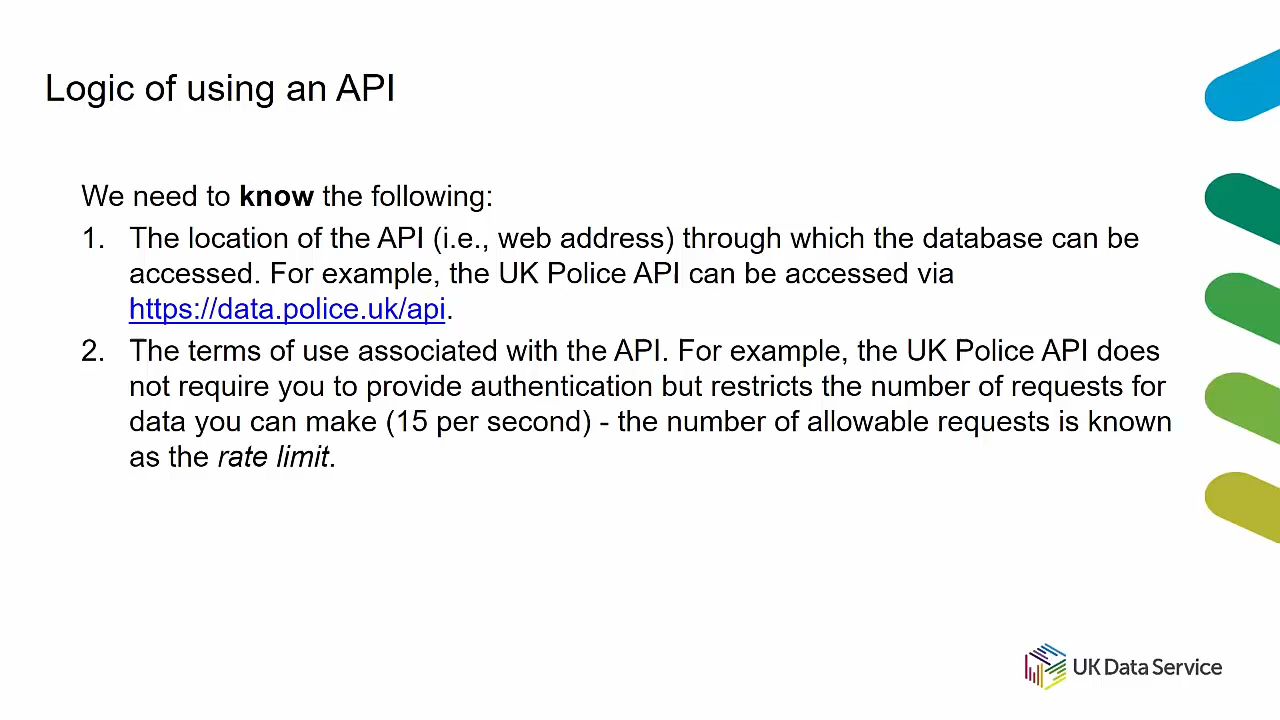 Logic of using an API
We need to know the following:
1. The location of the API (i.e., web address) through which the database can be
accessed. For example, the UK Police API can be accessed via
https://data.police.uk/api.
2. The terms of use associated with the API. For example, the UK Police API does
not require you to provide authentication but restricts the number of requests for
data you can make (15 per second) - the number of allowable requests is known
as the rate limit.
UK Data Service